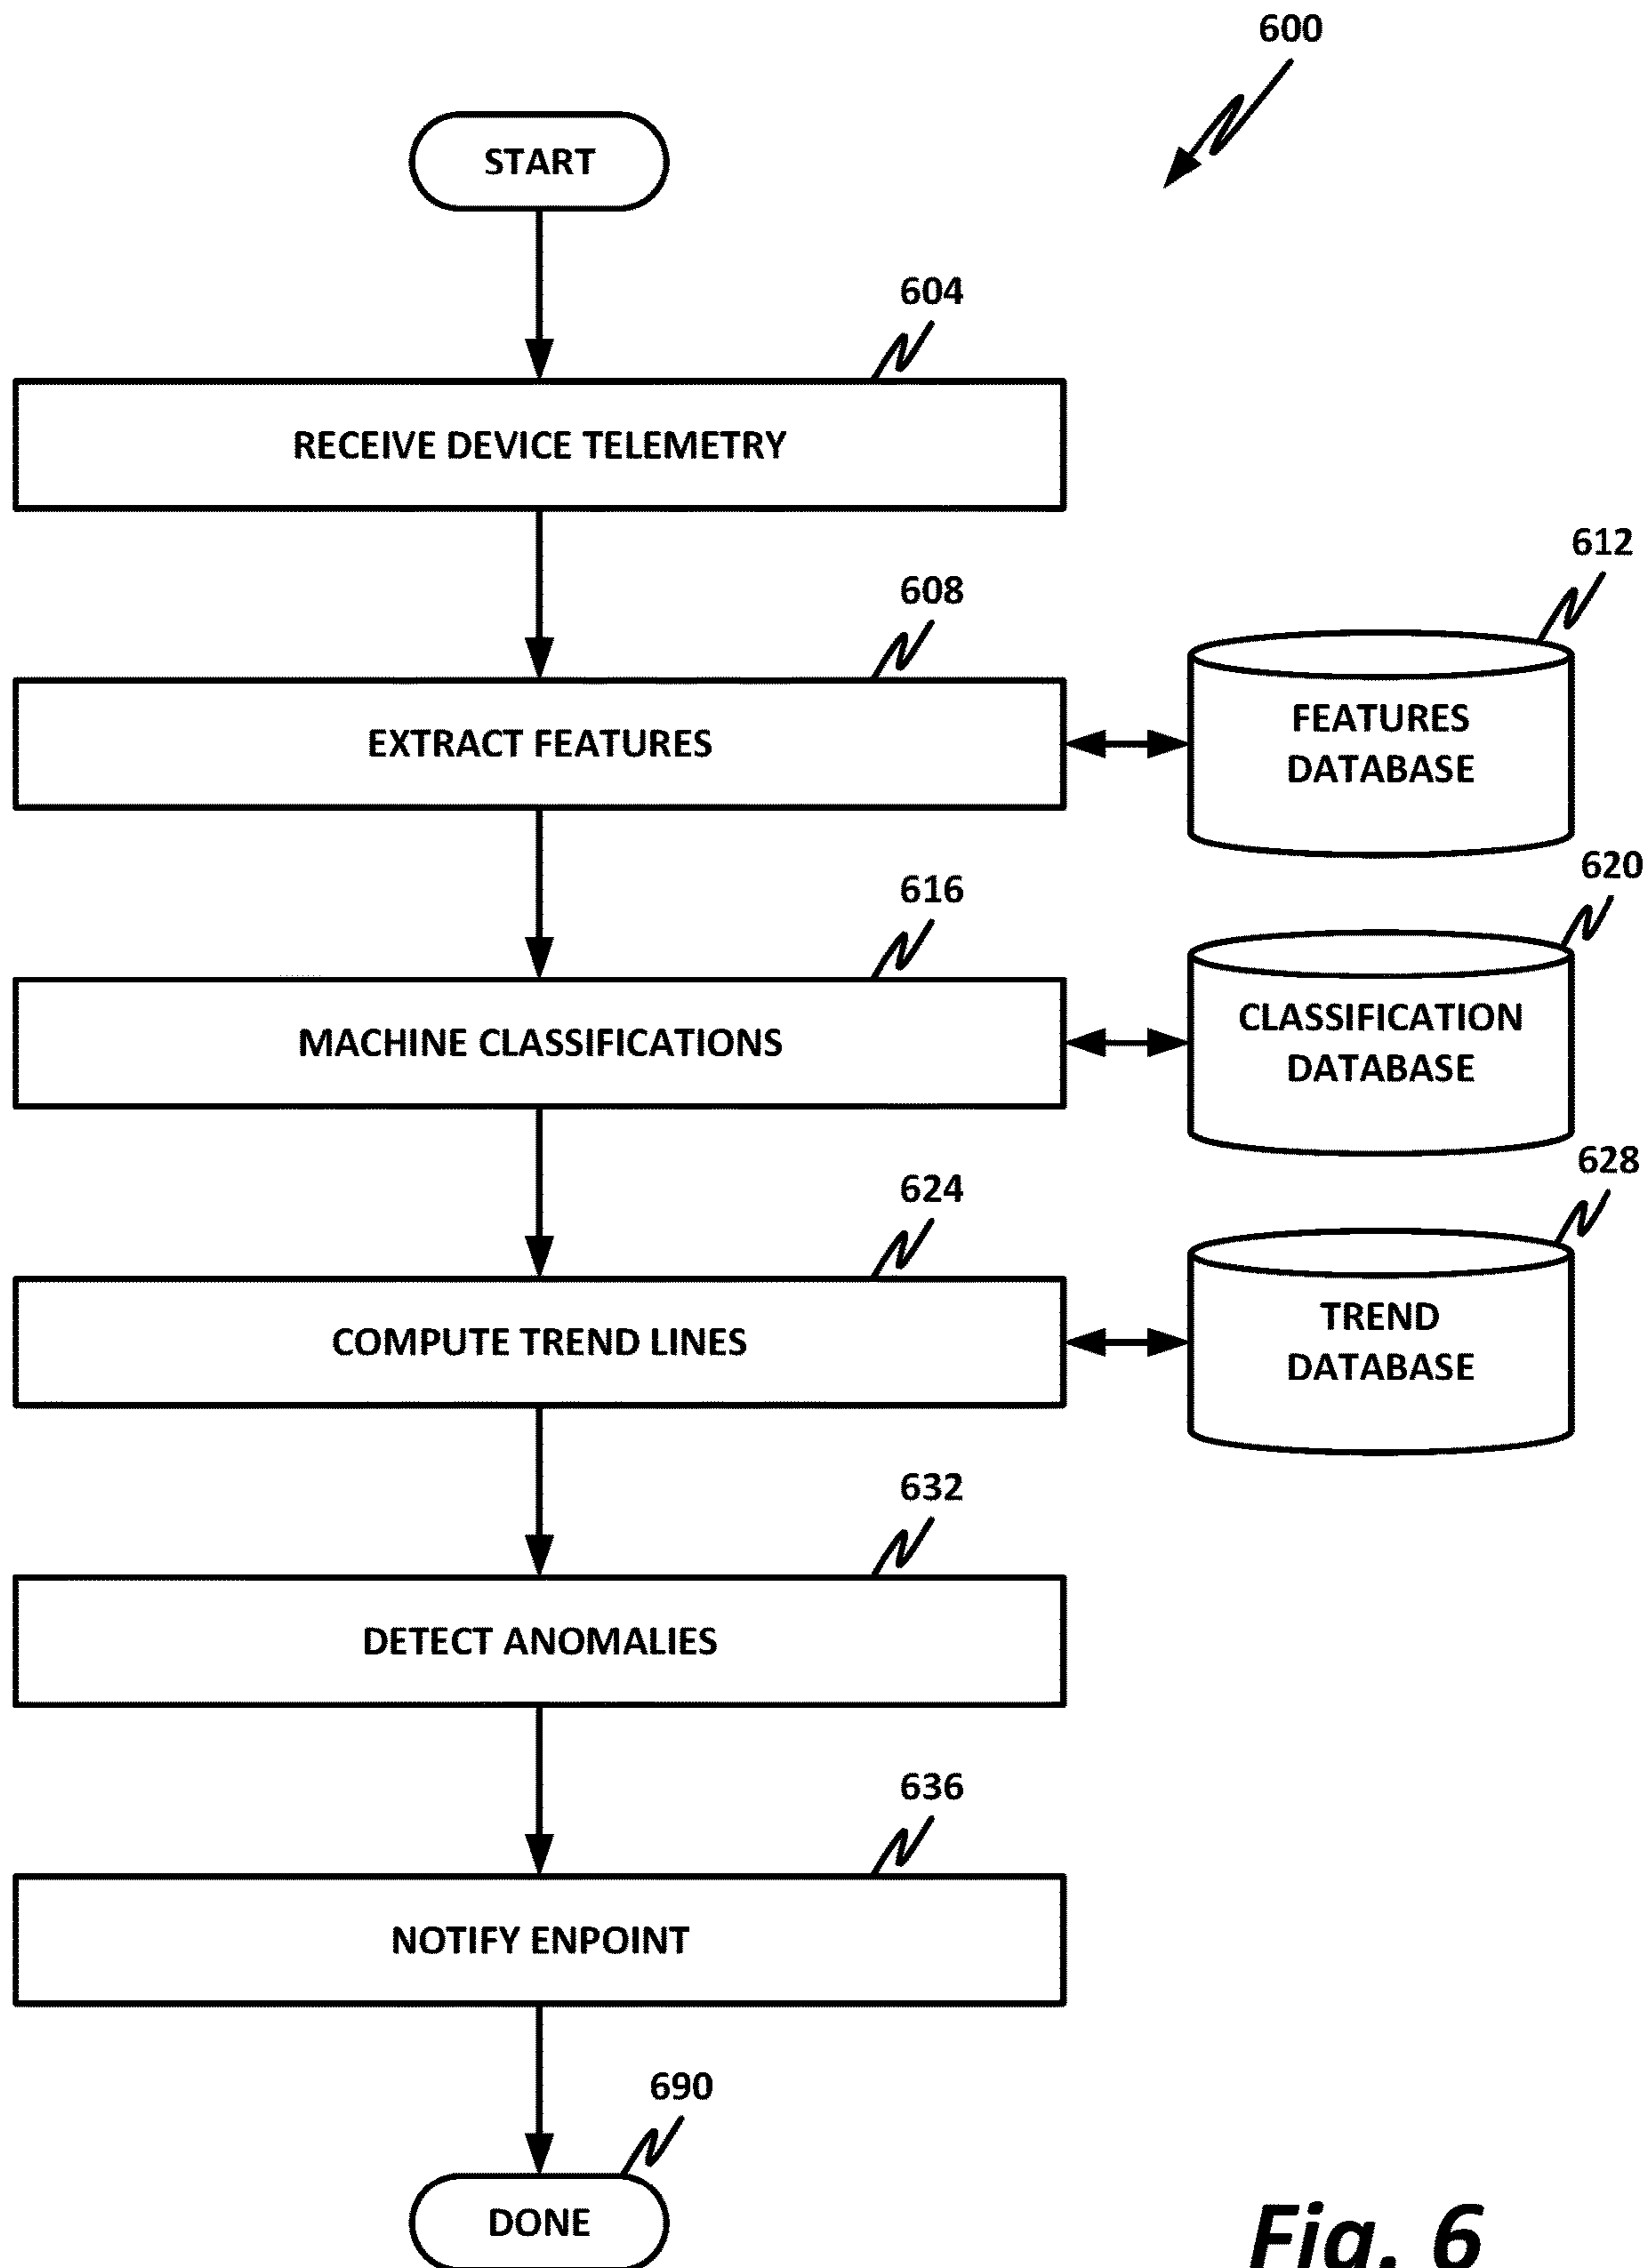 600
START
604
RECEIVE DEVICE TELEMETRY
612
608
EXTRACT FEATURES
FEATURES
DATABASE
620
616
MACHINE CLASSIFICATIONS
CLASSIFICATION
DATABASE
628
624
COMPUTE TREND LINES
TREND
DATABASE
632
DETECT ANOMALIES
636
NOTIFY ENPOINT
690
DONE
Fig. 6